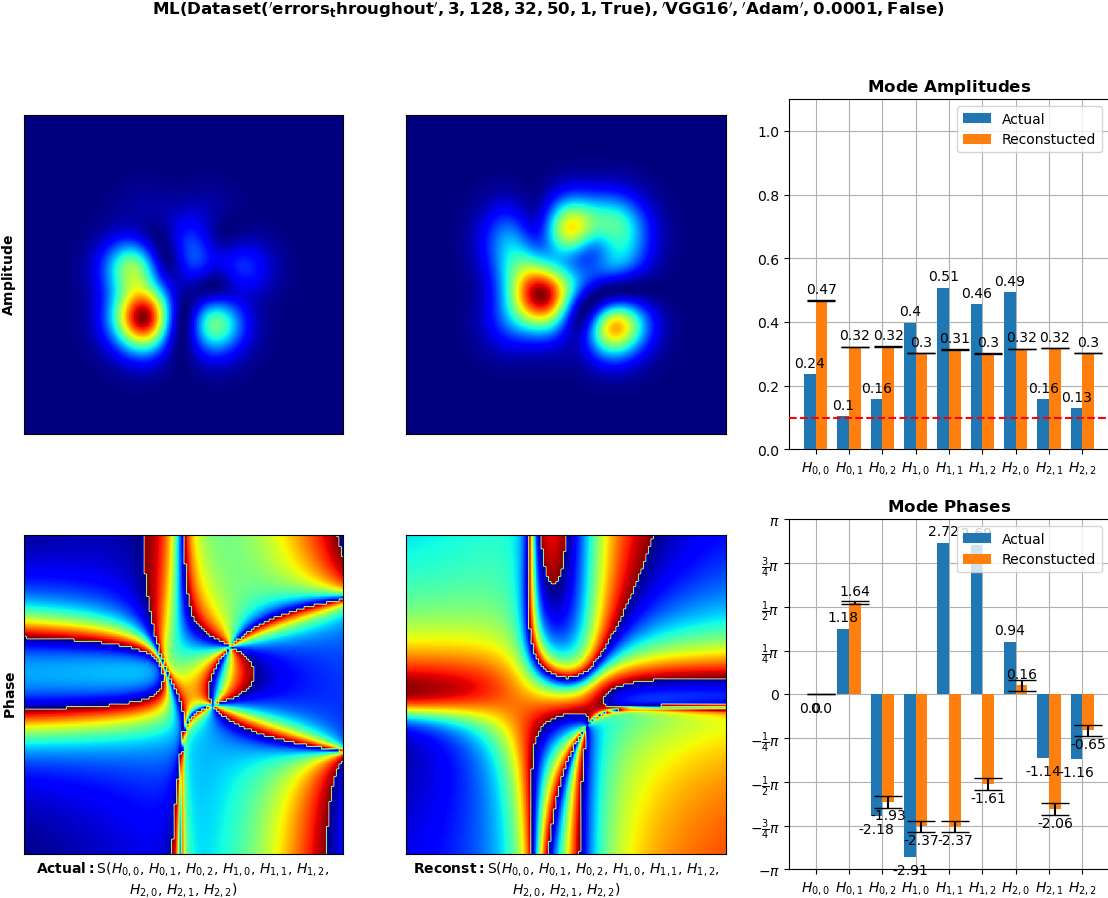 ML(Dataset('errors_throughout', 3, 128, 32, 50, 1, True), 'VGG16', 'Adam', 0.0001, False)
Amplitude
Mode Amplitudes
Actual
Reconstucted
1.0
0.8
0.6
0.4
0.2
0.0
0.24 0.47 0.1 0.32 0.16 0.32 0.4 0.3 0.51 0.31 0.46 0.3 0.49 0.32 0.16 0.32 0.13 0.3
H0,0 H0,1 H0,2 H1,0 H1,1 H1,2 H2,0 H2,1 H2,2
Phase
Actual: S(H0,0, H0,1, H0,2, H1,0, H1,1, H1,2,
H2,0, H2,1, H2,2)
Reconst: S(H0,0, H0,1, H0,2, H1,0, H1,1, H1,2,
H2,0, H2,1, H2,2)
Mode Phases
Actual
Reconstucted
π
3/4π
1/2π
1/4π
0
−1/4π
−1/2π
−3/4π
−π
0.0 0.0 1.18 1.64 -2.18 -1.93 -2.91 -2.37 2.72 -2.37 -1.61 0.94 0.16 -1.14 -2.06 -1.16 -0.65
H0,0 H0,1 H0,2 H1,0 H1,1 H1,2 H2,0 H2,1 H2,2